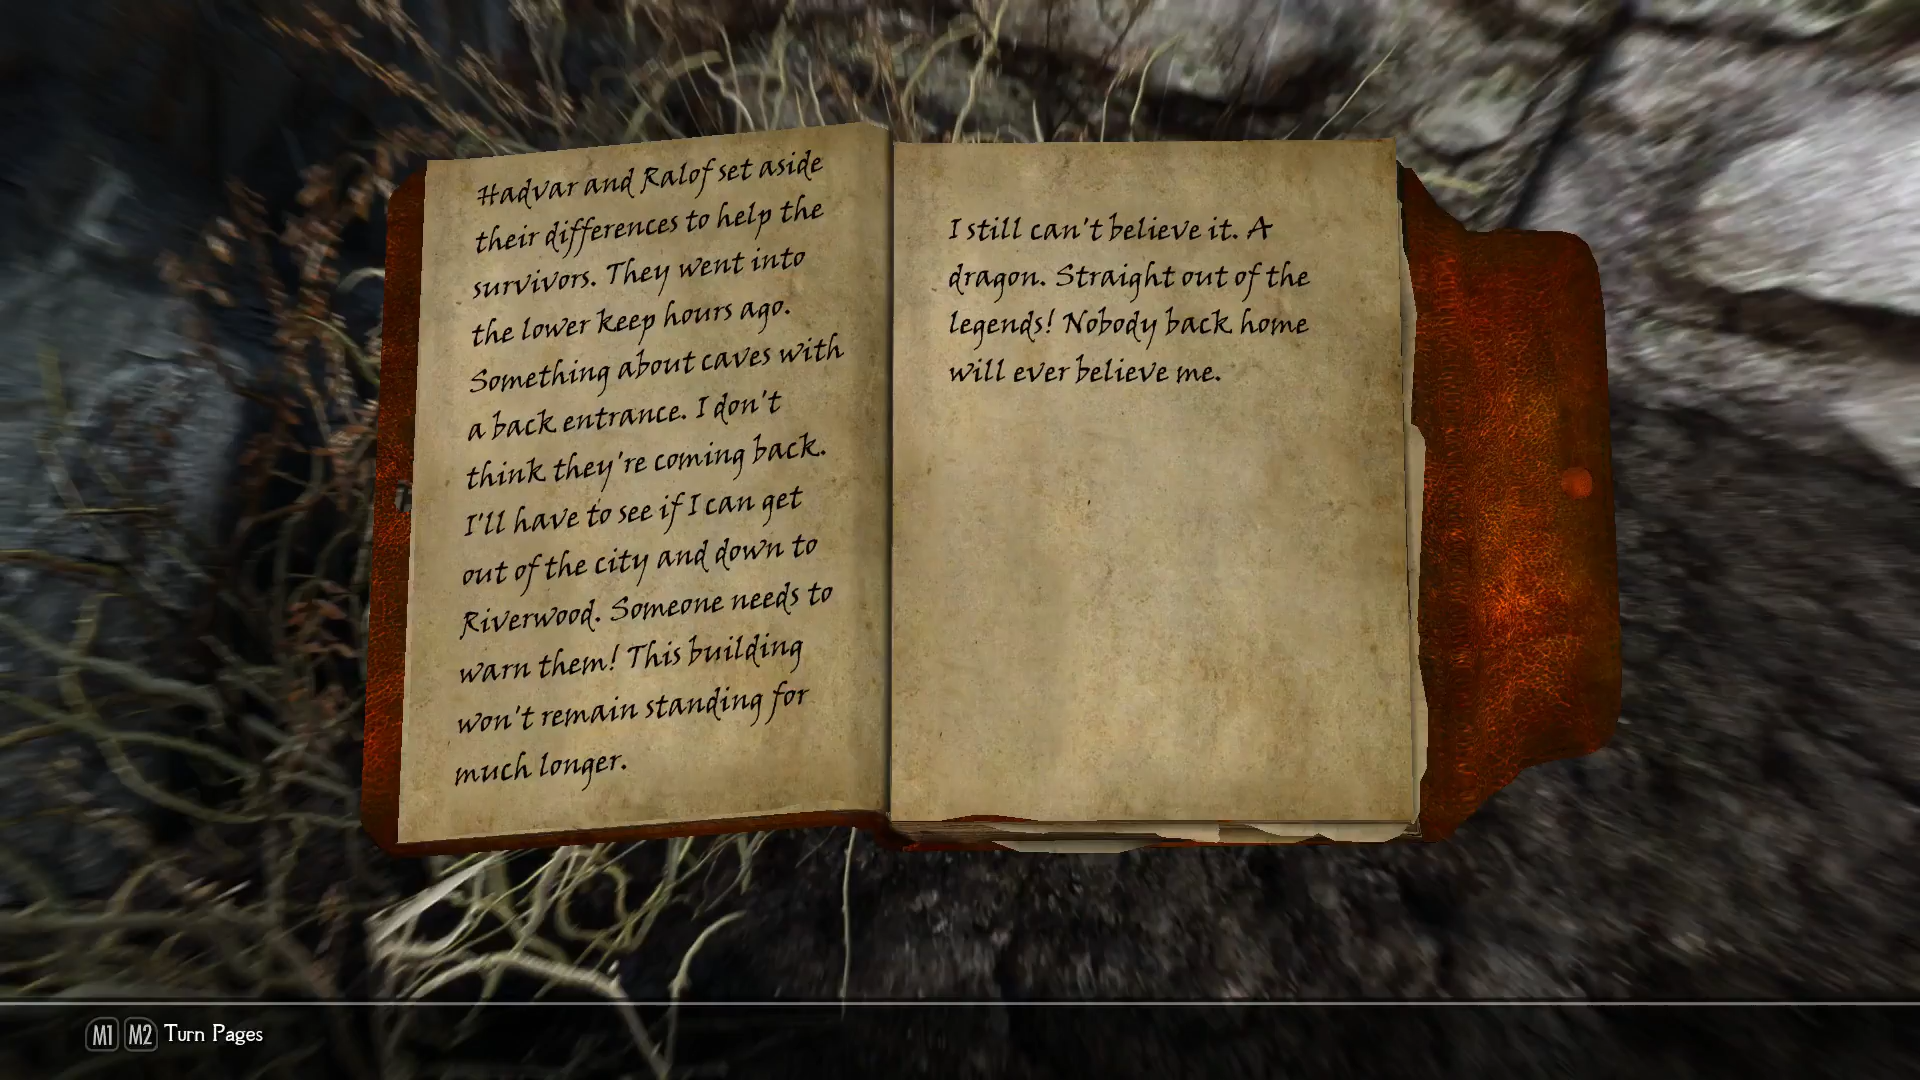 Hadvar and Ralof set aside
their differences to help the
survivors. They went into
the lower keep hours ago.
Something about caves with
a back entrance. I don't
think they're coming back.
I'll have to see if I can get
out of the city and down to
Riverwood. Someone needs to
warn them! This building
won't remain standing for
much longer.
I still can't believe it. A
dragon. Straight out of the
legends! Nobody back home
will ever believe me.
M1 M2 Turn Pages